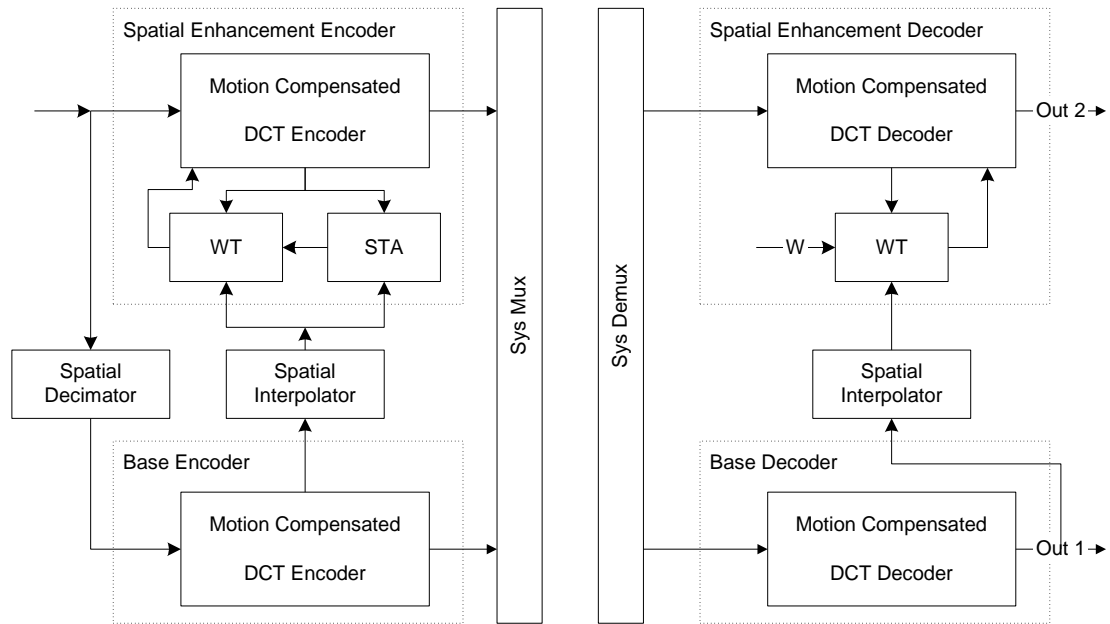 Spatial Enhancement Encoder
Motion Compensated
DCT Encoder
WT
STA
Spatial
Decimator
Spatial
Interpolator
Base Encoder
Motion Compensated
DCT Encoder
Sys Mux
Sys Demux
Spatial Enhancement Decoder
Motion Compensated
DCT Decoder
Out 2
W
WT
Spatial
Interpolator
Base Decoder
Motion Compensated
DCT Decoder
Out 1